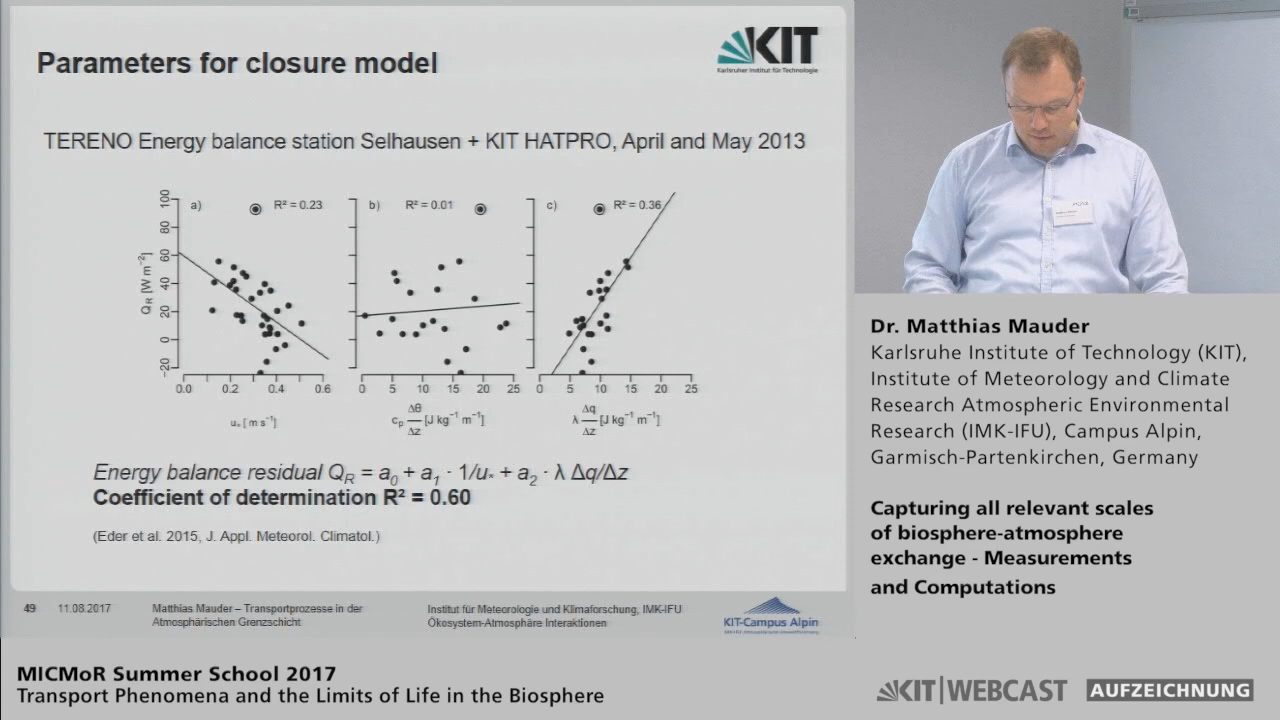 Parameters for closure model
KIT
Karlsruher Institut für Technologie
TERENO Energy balance station Selhausen + KIT HATPRO, April and May 2013
a) R² = 0.23
b) R² = 0.01
c) R² = 0.36
Q_R [W m⁻²]
100
80
60
40
20
0
−20
0.0 0.2 0.4 0.6
0 5 10 15 20 25
0 5 10 15 20 25
u* [m s⁻¹]
c_p Δθ/Δz [J kg⁻¹ m⁻¹]
λ Δq/Δz [J kg⁻¹ m⁻¹]
Energy balance residual Q_R = a_0 + a_1 · 1/u* + a_2 · λ Δq/Δz
Coefficient of determination R² = 0.60
(Eder et al. 2015, J. Appl. Meteorol. Climatol.)
49 11.08.2017
Matthias Mauder – Transportprozesse in der
Atmosphärischen Grenzschicht
Institut für Meteorologie und Klimaforschung, IMK-IFU
Ökosystem-Atmosphäre Interaktionen
KIT-Campus Alpin
Dr. Matthias Mauder
Karlsruhe Institute of Technology (KIT),
Institute of Meteorology and Climate
Research Atmospheric Environmental
Research (IMK-IFU), Campus Alpin,
Garmisch-Partenkirchen, Germany
Capturing all relevant scales
of biosphere-atmosphere
exchange - Measurements
and Computations
MICMoR Summer School 2017
Transport Phenomena and the Limits of Life in the Biosphere
KIT|WEBCAST AUFZEICHNUNG